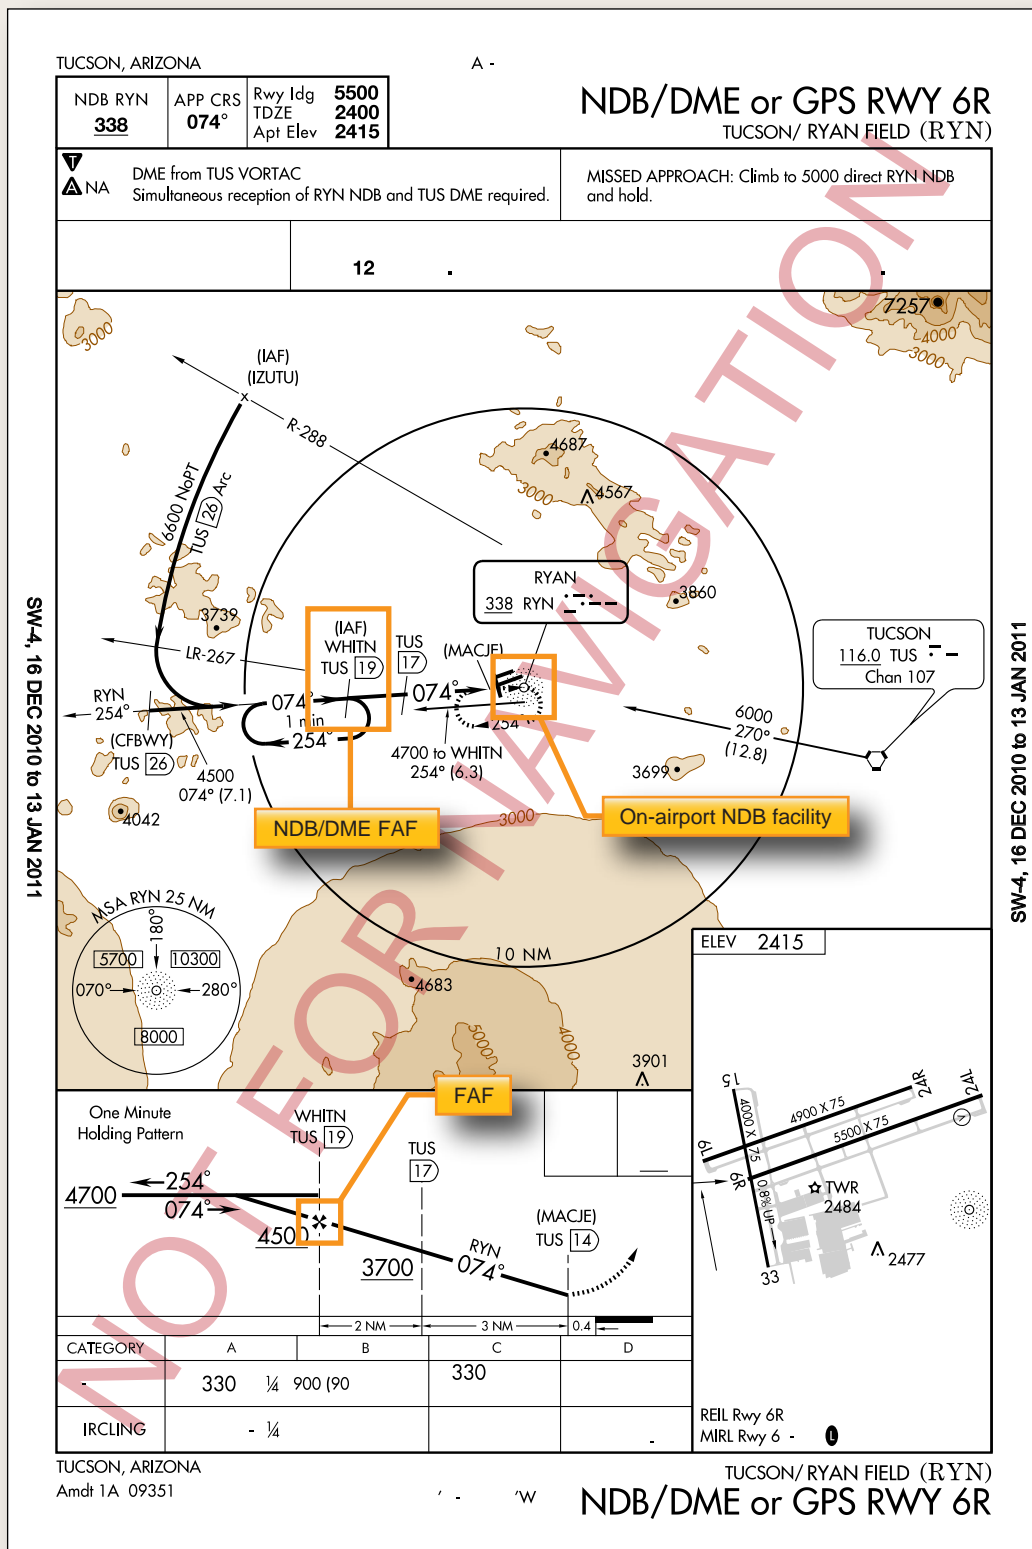 TUCSON, ARIZONA
A -
NDB RYN
338
APP CRS
074°
Rwy ldg 5500
TDZE 2400
Apt Elev 2415
NDB/DME or GPS RWY 6R
TUCSON/ RYAN FIELD (RYN)
T
A NA
DME from TUS VORTAC
Simultaneous reception of RYN NDB and TUS DME required.
MISSED APPROACH: Climb to 5000 direct RYN NDB
and hold.
12
.
.
NOT FOR NAVIGATION
3000
7257
4000
3000
(IAF)
(IZUTU)
x
R-288
4687
3000
4567
6600 NoPT
TUS 26 Arc
RYAN
338 RYN
3860
3739
(IAF)
WHITN
TUS 19
TUS
17
(MACJE)
LR-267
TUCSON
116.0 TUS
Chan 107
RYN
254°
074°
074°
1 min
254°
254°
(CFBWY)
TUS 26
4500
074° (7.1)
4700 to WHITN
254° (6.3)
6000
270°
(12.8)
3699
4042
3000
NDB/DME FAF
On-airport NDB facility
MSA RYN 25 NM
180°
5700
10300
070°
280°
8000
10 NM
4683
5000
4000
3901
ELEV 2415
FAF
One Minute
Holding Pattern
WHITN
TUS 19
TUS
17
254°
4700
074°
4500
3700
RYN
074°
(MACJE)
TUS 14
2 NM
3 NM
0.4
15
4000 X 75
4900 X 75
24R
24L
5500 X 75
6L
6R
0.8% UP
TWR
2484
V
2477
33
CATEGORY
A
B
C
D
-
330 ¼ 900 (90
330
IRCLING
- ¼
-
REIL Rwy 6R
MIRL Rwy 6 - L
TUCSON, ARIZONA
Amdt 1A 09351
' - 'W
TUCSON/ RYAN FIELD (RYN)
NDB/DME or GPS RWY 6R
SW-4, 16 DEC 2010 to 13 JAN 2011
SW-4, 16 DEC 2010 to 13 JAN 2011